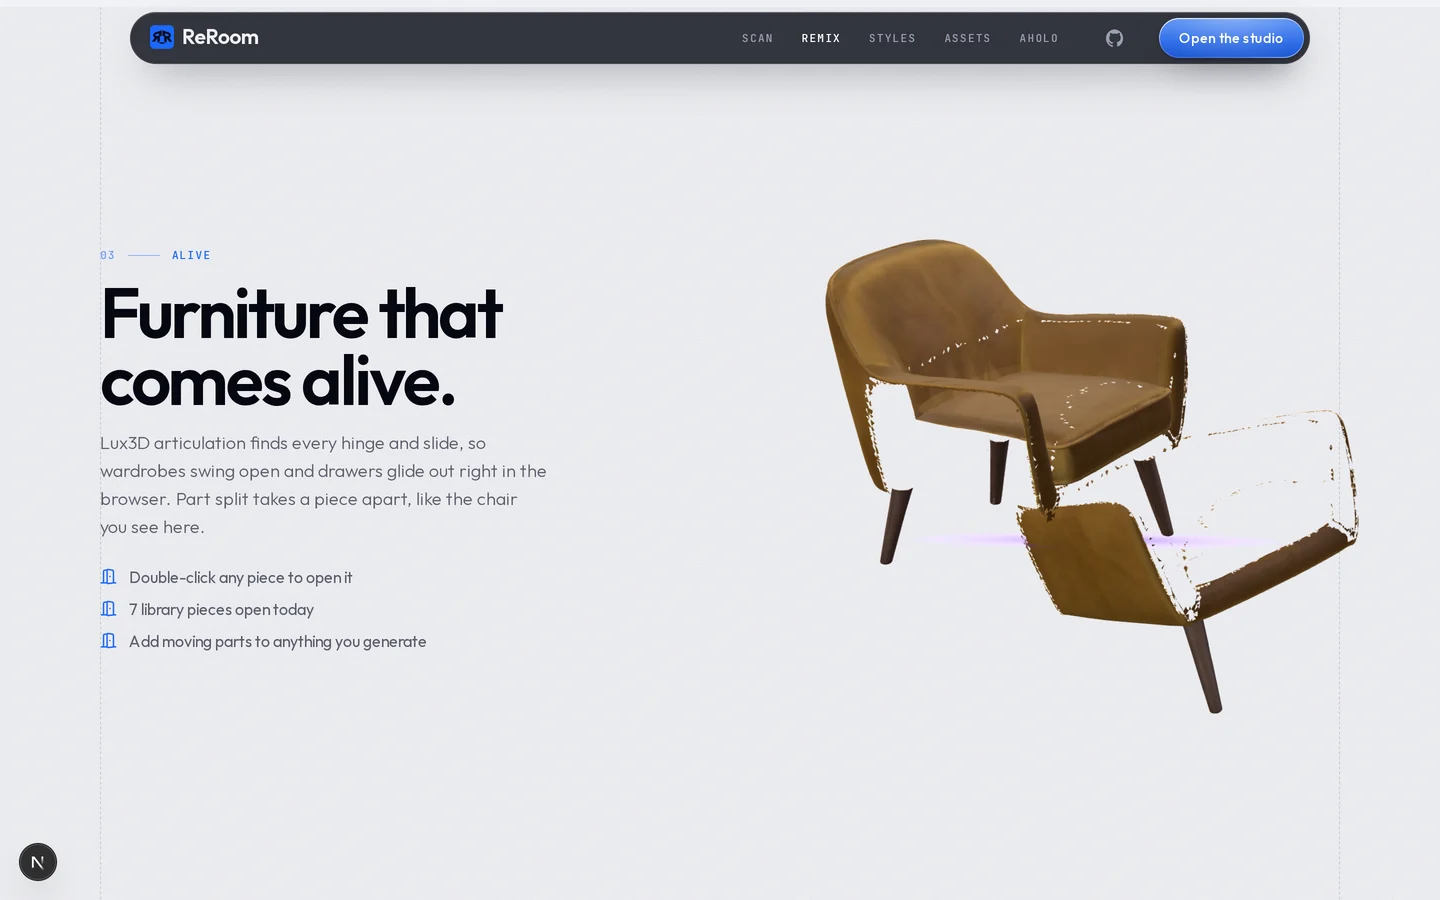 ReRoom
SCAN
REMIX
STYLES
ASSETS
AHOLO
Open the studio
03
ALIVE
Furniture that
comes alive.
Lux3D articulation finds every hinge and slide, so
wardrobes swing open and drawers glide out right in the
browser. Part split takes a piece apart, like the chair
you see here.
Double-click any piece to open it
7 library pieces open today
Add moving parts to anything you generate
N